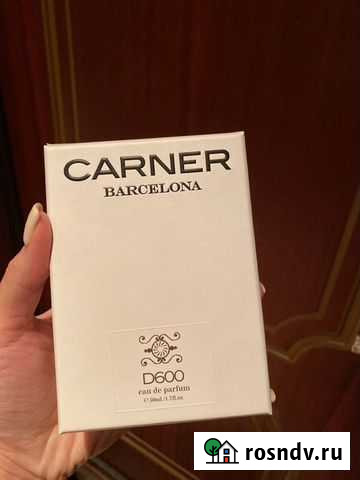 CARNER
BARCELONA
D600
eau de parfum
℮ 50ml/1.7fl.oz
rosndv.ru